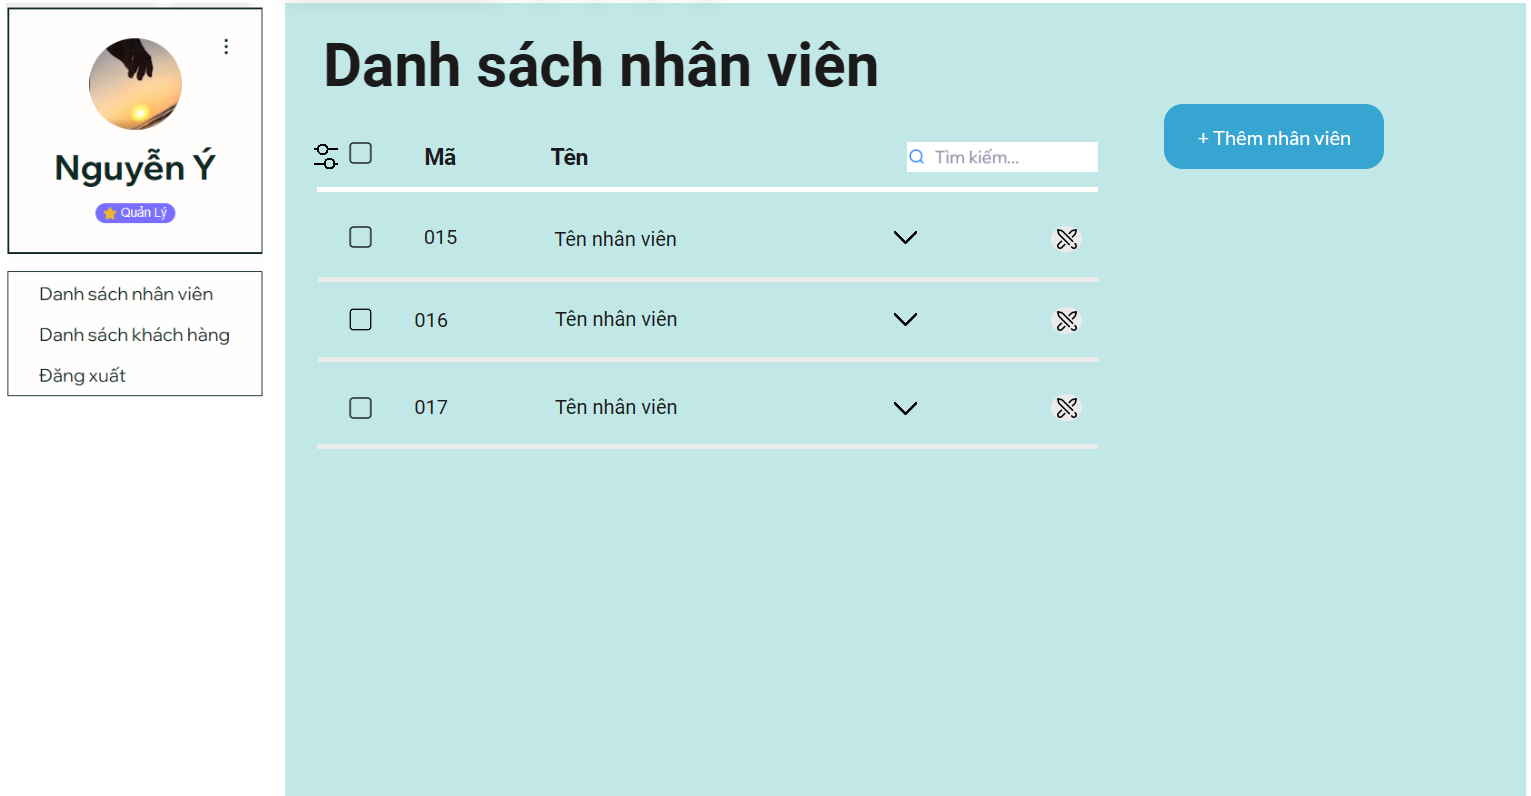 Nguyễn Ý
Quản Lý
Danh sách nhân viên
Danh sách khách hàng
Đăng xuất
Danh sách nhân viên
+ Thêm nhân viên
Mã Tên Tìm kiếm...
015 Tên nhân viên
016 Tên nhân viên
017 Tên nhân viên